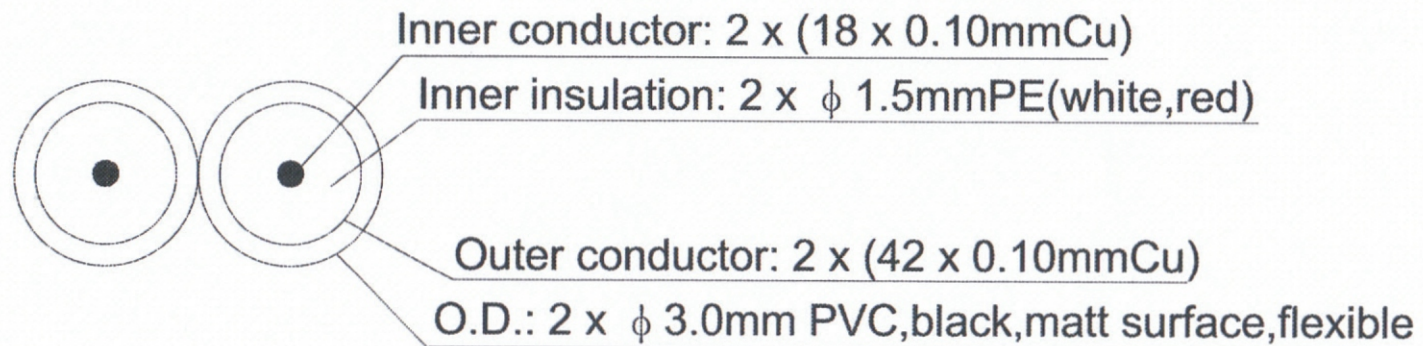 Inner conductor: 2 x (18 x 0.10mmCu)
Inner insulation: 2 x ϕ 1.5mmPE(white,red)
Outer conductor: 2 x (42 x 0.10mmCu)
O.D.: 2 x ϕ 3.0mm PVC,black,matt surface,flexible